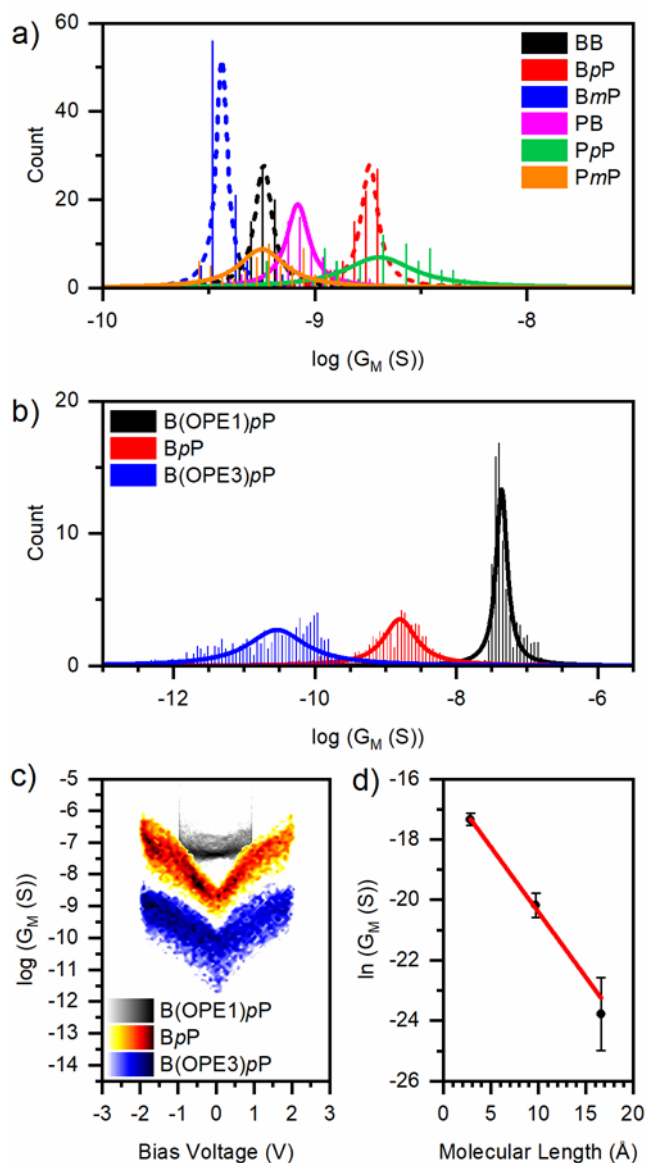 a)
60
40
20
0
Count
BB
BpP
BmP
PB
PpP
PmP
-10 -9 -8
log (G_M (S))
b)
20
10
0
Count
B(OPE1)pP
BpP
B(OPE3)pP
-12 -10 -8 -6
log (G_M (S))
c)
-5
-6
-7
-8
-9
-10
-11
-12
-13
-14
log (G_M (S))
B(OPE1)pP
BpP
B(OPE3)pP
-3 -2 -1 0 1 2 3
Bias Voltage (V)
d)
-16
-18
-20
-22
-24
-26
ln (G_M (S))
0 5 10 15 20
Molecular Length (Å)